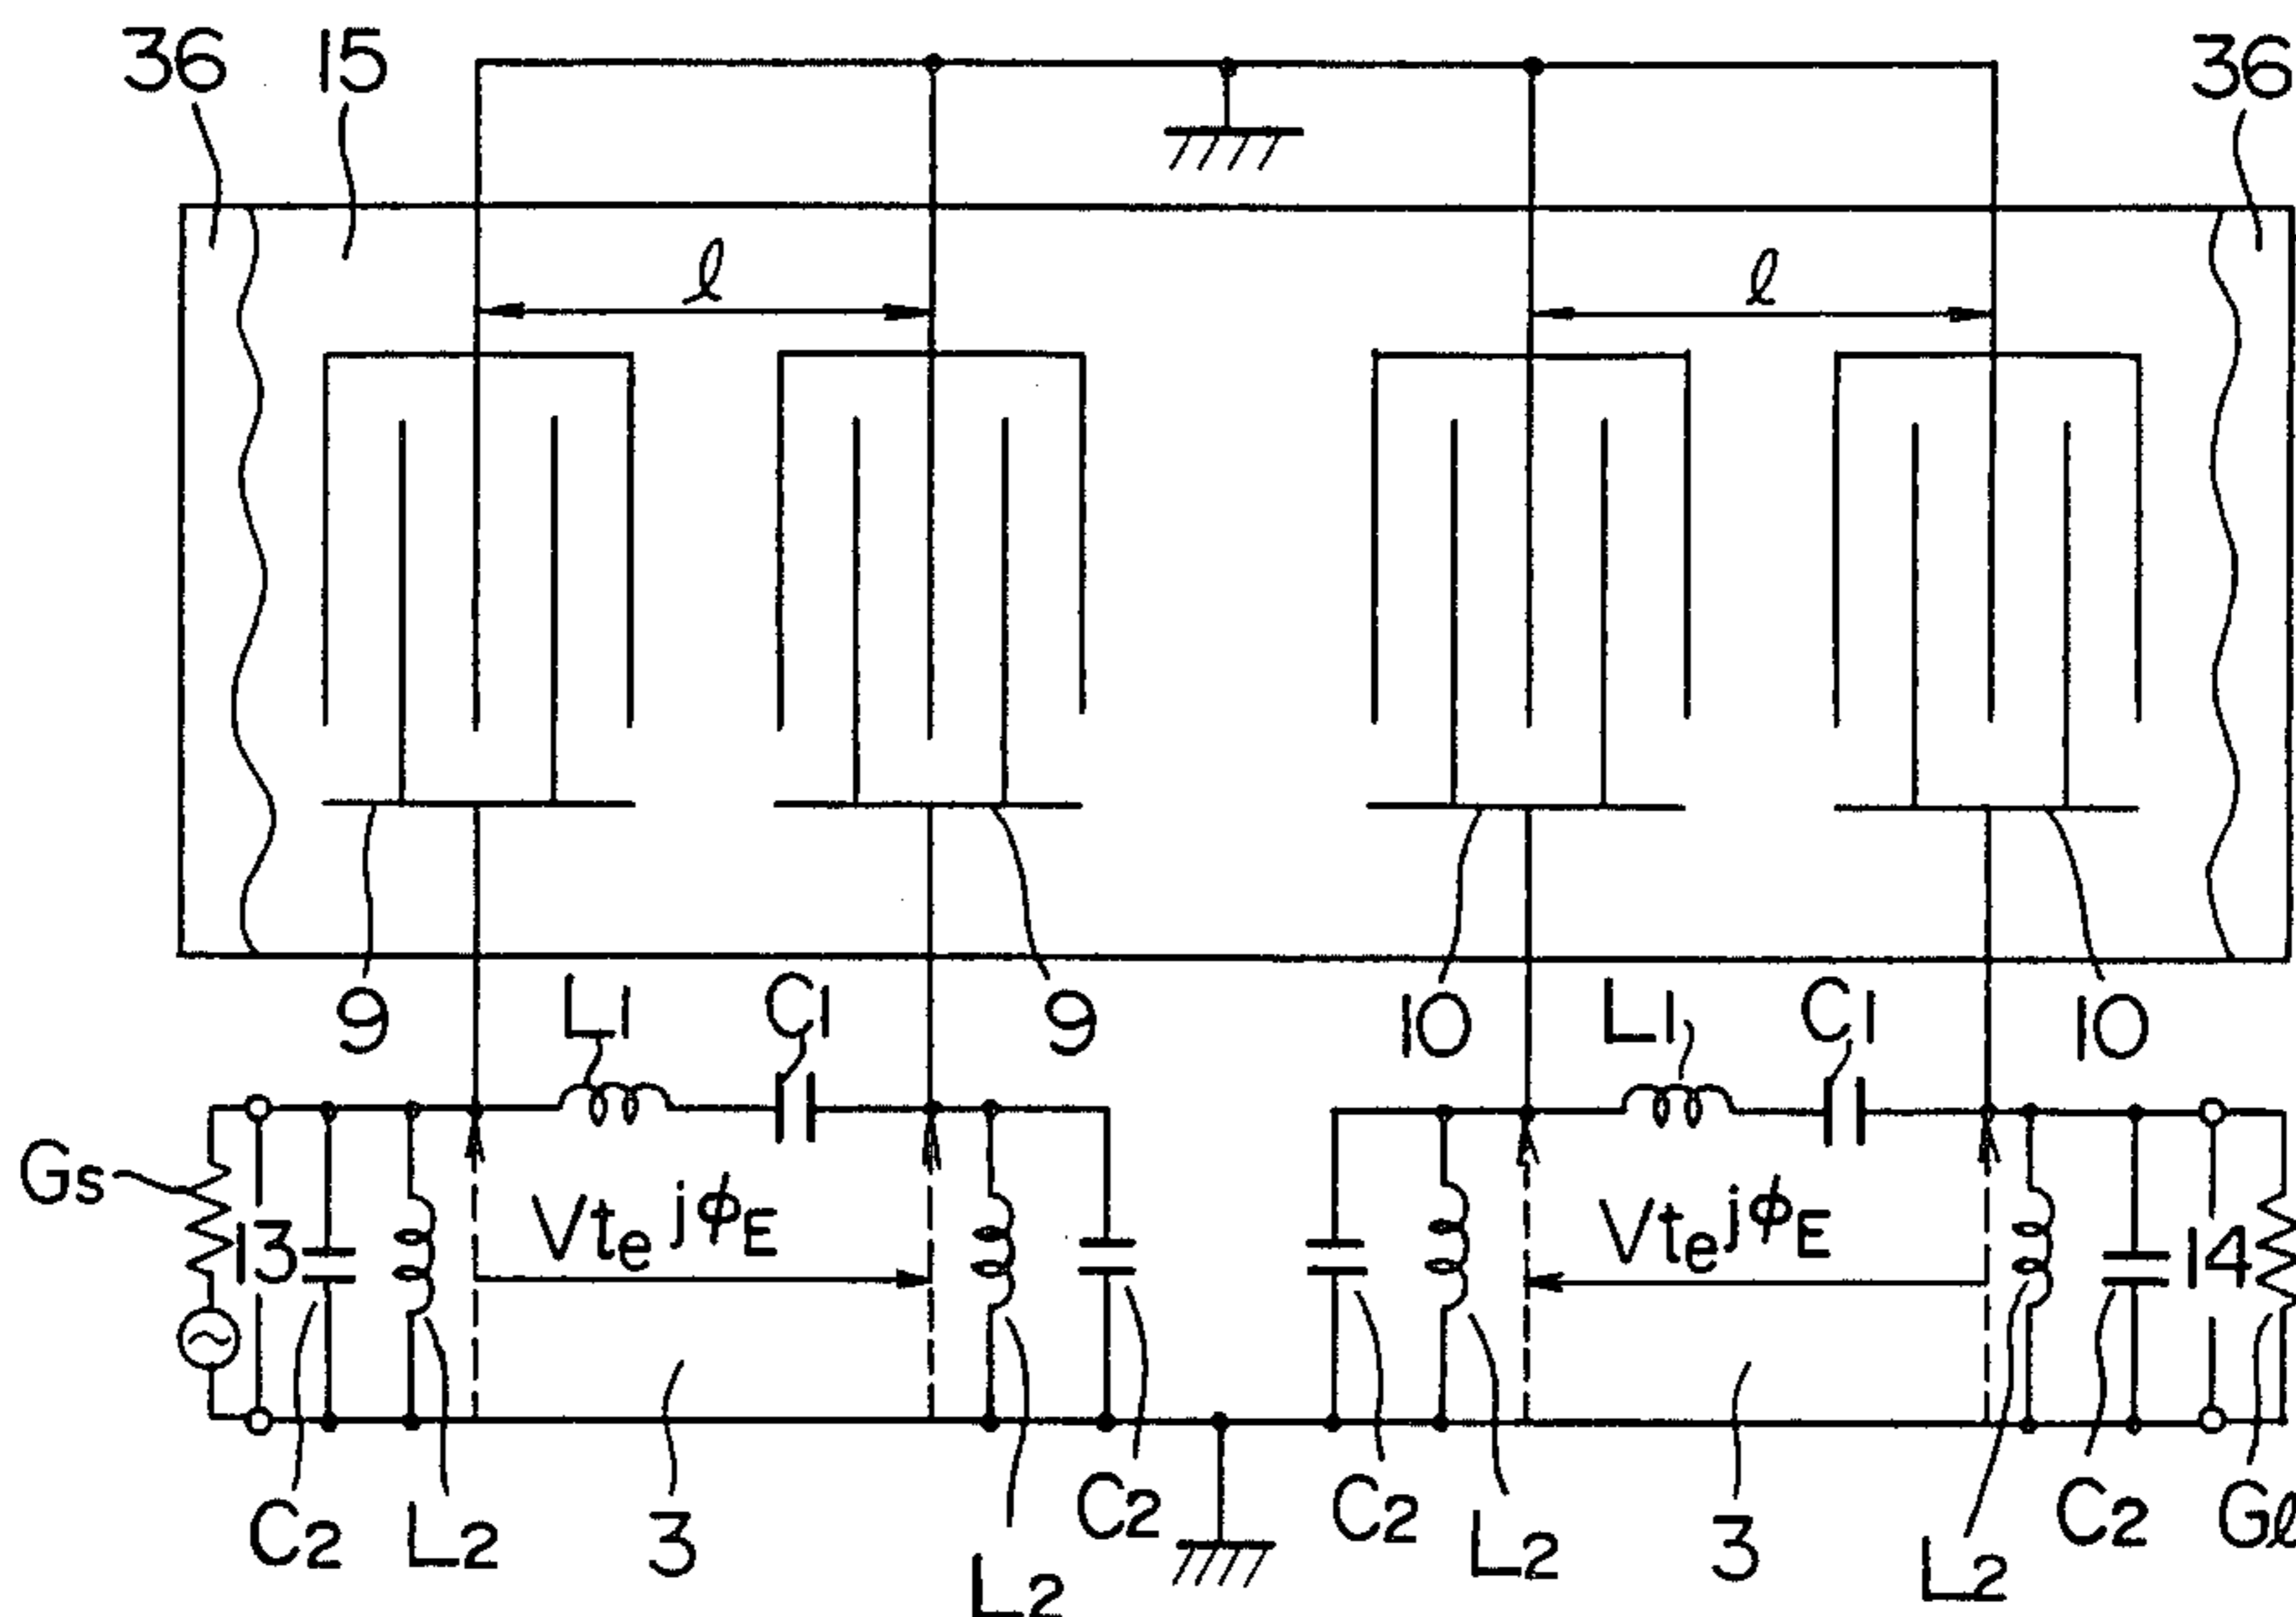 36 15 36
ℓ ℓ
9 L1 C1 9 10 L1 C1 10
Gs 13 Vte jϕE Vte jϕE 14
C2 L2 3 L2 C2 C2 L2 3 L2 C2 Gℓ